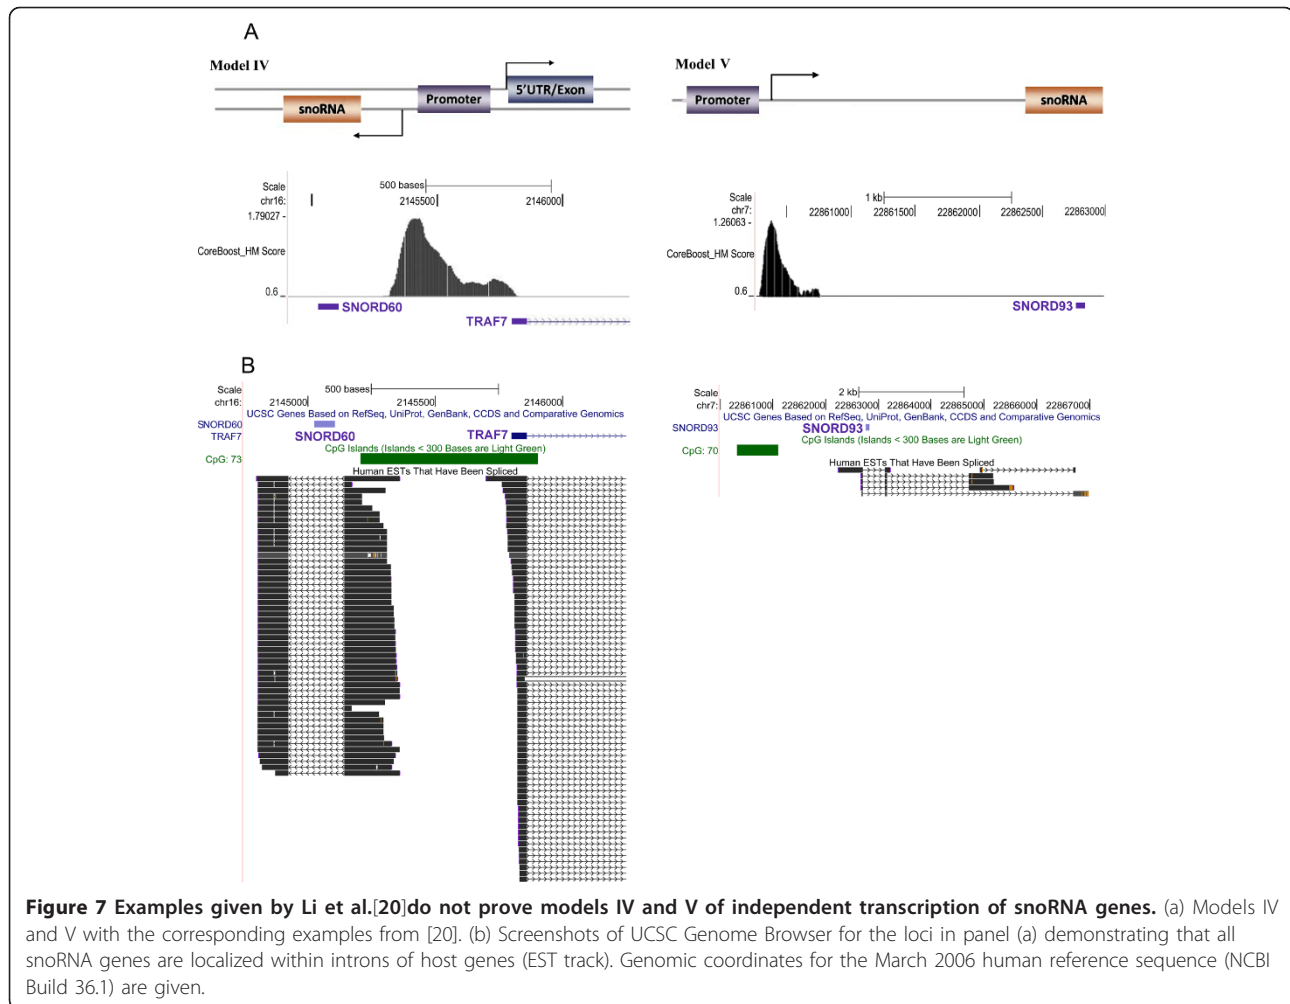 A
Model IV
snoRNA
Promoter
5'UTR/Exon
Model V
Promoter
snoRNA
Scale
500 bases
chr16:
2145500
2146000
1.79027 -
CoreBoost_HM Score
0.6 _
SNORD60
TRAF7
Scale
1 kb
chr7:
22861000
22861500
22862000
22862500
22863000
1.26063 -
CoreBoost_HM Score
0.6 _
SNORD93
B
Scale
500 bases
chr16:
2145000
2145500
2146000
UCSC Genes Based on RefSeq, UniProt, GenBank, CCDS and Comparative Genomics
SNORD60
TRAF7
SNORD60
TRAF7
CpG Islands (Islands < 300 Bases are Light Green)
CpG: 73
Human ESTs That Have Been Spliced
Scale
2 kb
chr7:
22861000
22862000
22863000
22864000
22865000
22866000
22867000
UCSC Genes Based on RefSeq, UniProt, GenBank, CCDS and Comparative Genomics
SNORD93
SNORD93
CpG Islands (Islands < 300 Bases are Light Green)
CpG: 70
Human ESTs That Have Been Spliced
Figure 7 Examples given by Li et al.[20]do not prove models IV and V of independent transcription of snoRNA genes. (a) Models IV
and V with the corresponding examples from [20]. (b) Screenshots of UCSC Genome Browser for the loci in panel (a) demonstrating that all
snoRNA genes are localized within introns of host genes (EST track). Genomic coordinates for the March 2006 human reference sequence (NCBI
Build 36.1) are given.